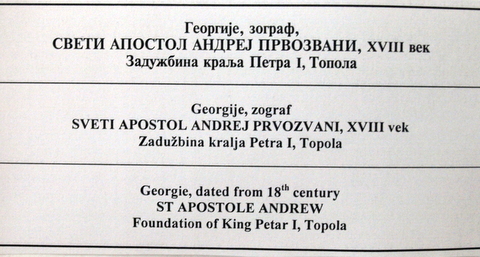 Георгије, зограф,
СВЕТИ АПОСТОЛ АНДРЕЈ ПРВОЗВАНИ, XVIII век
Задужбина краља Петра I, Топола
Georgije, zograf
SVETI APOSTOL ANDREJ PRVOZVANI, XVIII vek
Zadužbina kralja Petra I, Topola
Georgie, dated from 18th century
ST APOSTOLE ANDREW
Foundation of King Petar I, Topola